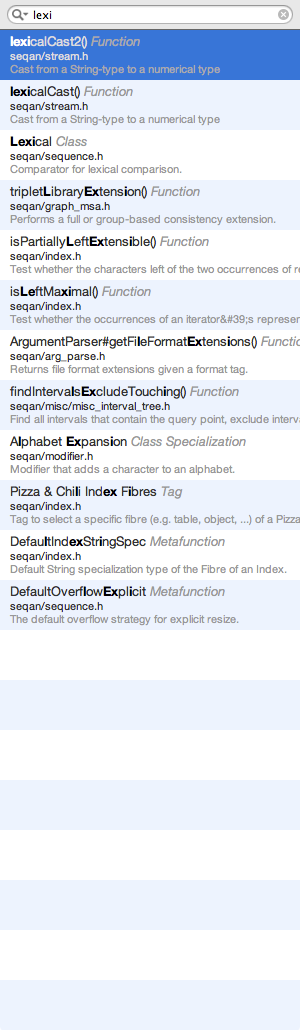 lexi
lexicalCast2() Function
seqan/stream.h
Cast from a String-type to a numerical type
lexicalCast() Function
seqan/stream.h
Cast from a String-type to a numerical type
Lexical Class
seqan/sequence.h
Comparator for lexical comparison.
tripletLibraryExtension() Function
seqan/graph_msa.h
Performs a full or group-based consistency extension.
isPartiallyLeftExtensible() Function
seqan/index.h
Test whether the characters left of the two occurrences of re
isLeftMaximal() Function
seqan/index.h
Test whether the occurrences of an iterator&#39;s represen
ArgumentParser#getFileFormatExtensions() Functio
seqan/arg_parse.h
Returns file format extensions given a format tag.
findIntervalsExcludeTouching() Function
seqan/misc/misc_interval_tree.h
Find all intervals that contain the query point, exclude interva
Alphabet Expansion Class Specialization
seqan/modifier.h
Modifier that adds a character to an alphabet.
Pizza & Chili Index Fibres Tag
seqan/index.h
Tag to select a specific fibre (e.g. table, object, ...) of a Pizza
DefaultIndexStringSpec Metafunction
seqan/index.h
Default String specialization type of the Fibre of an Index.
DefaultOverflowExplicit Metafunction
seqan/sequence.h
The default overflow strategy for explicit resize.